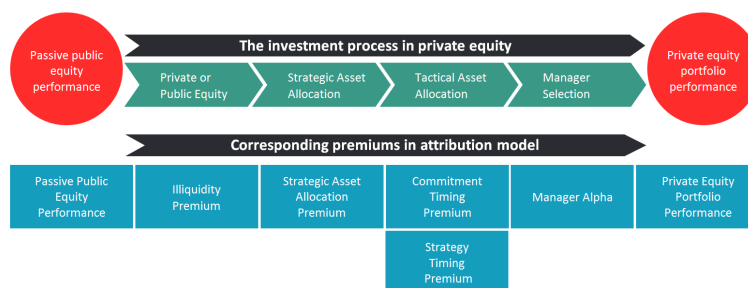 Passive public
equity
performance
The investment process in private equity
Private or
Public Equity
Strategic Asset
Allocation
Tactical Asset
Allocation
Manager
Selection
Private equity
portfolio
performance
Corresponding premiums in attribution model
Passive Public
Equity
Performance
Illiquidity
Premium
Strategic Asset
Allocation
Premium
Commitment
Timing
Premium
Manager Alpha
Private Equity
Portfolio
Performance
Strategy
Timing
Premium